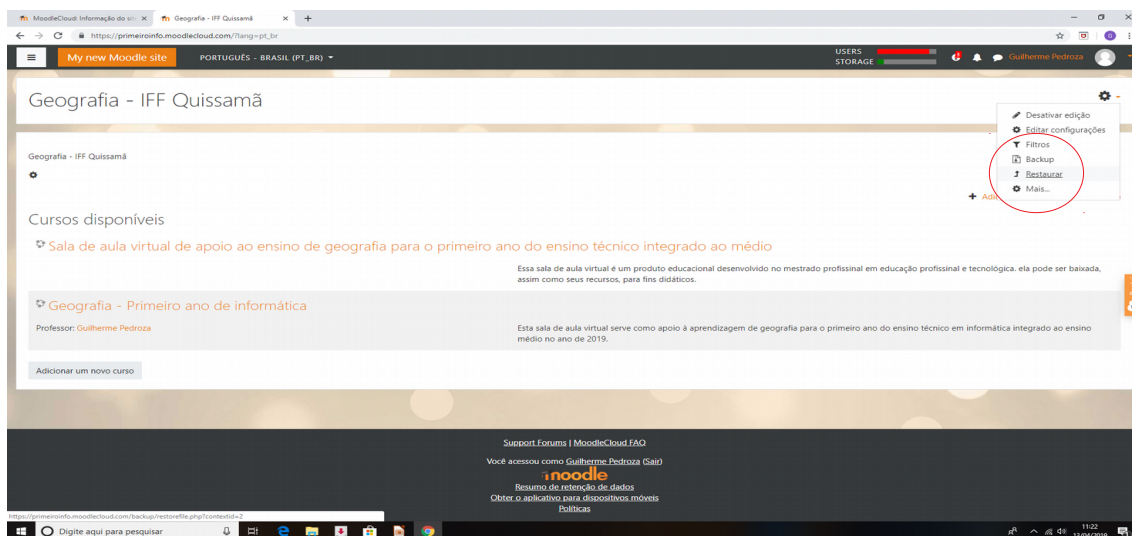 MoodleCloud: Informação do sit
Geografia - IFF Quissamã
https://primeiroinfo.moodlecloud.com/?lang=pt_br
My new Moodle site
PORTUGUÊS - BRASIL (PT_BR)
USERS
STORAGE
Guilherme Pedroza
Geografia - IFF Quissamã
Desativar edição
Editar configurações
Filtros
Backup
Restaurar
Mais...
Geografia - IFF Quissamã
Cursos disponíveis
Sala de aula virtual de apoio ao ensino de geografia para o primeiro ano do ensino técnico integrado ao médio
Essa sala de aula virtual é um produto educacional desenvolvido no mestrado profissinal em educação profissinal e tecnológica. ela pode ser baixada,
assim como seus recursos, para fins didáticos.
Geografia - Primeiro ano de informática
Professor: Guilherme Pedroza
Esta sala de aula virtual serve como apoio à aprendizagem de geografia para o primeiro ano do ensino técnico em informática integrado ao ensino
médio no ano de 2019.
Adicionar um novo curso
Support Forums | MoodleCloud FAQ
Você acessou como Guilherme Pedroza (Sair)
moodle
Resumo de retenção de dados
Obter o aplicativo para dispositivos móveis
Políticas
https://primeiroinfo.moodlecloud.com/backup/restorefile.php?contextid=2
Digite aqui para pesquisar
11:22
13/04/2019